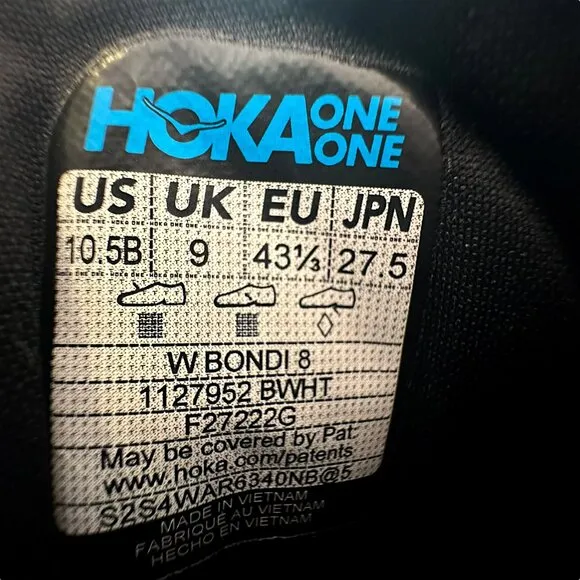 HOKA ONE ONE
US UK EU JPN
10.5B 9 43⅓ 27.5
W BONDI 8
1127952 BWHT
F27222G
May be covered by Pat.
www.hoka.com/patents
S2S4WAR6340NB@5
MADE IN VIETNAM
FABRIQUÉ AU VIETNAM
HECHO EN VIETNAM